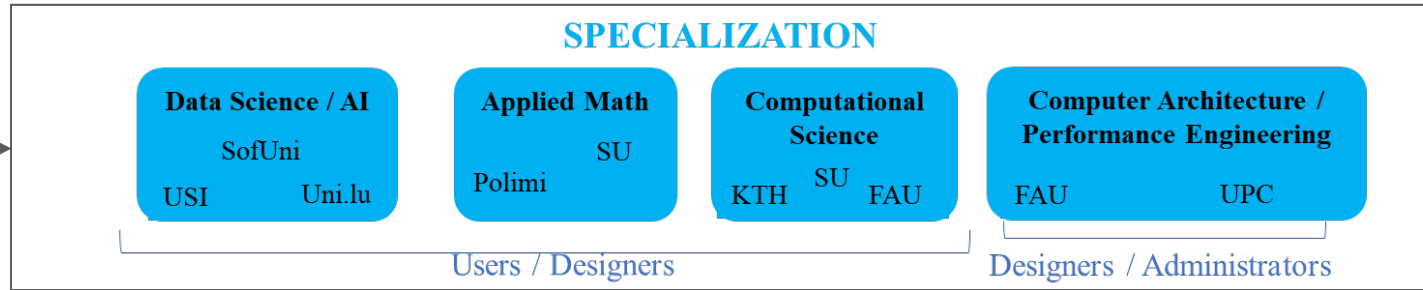 SPECIALIZATION
Data Science / AI
SofUni
USI Uni.lu
Applied Math
SU
Polimi
Computational
Science
SU
KTH FAU
Computer Architecture /
Performance Engineering
FAU UPC
Users / Designers
Designers / Administrators